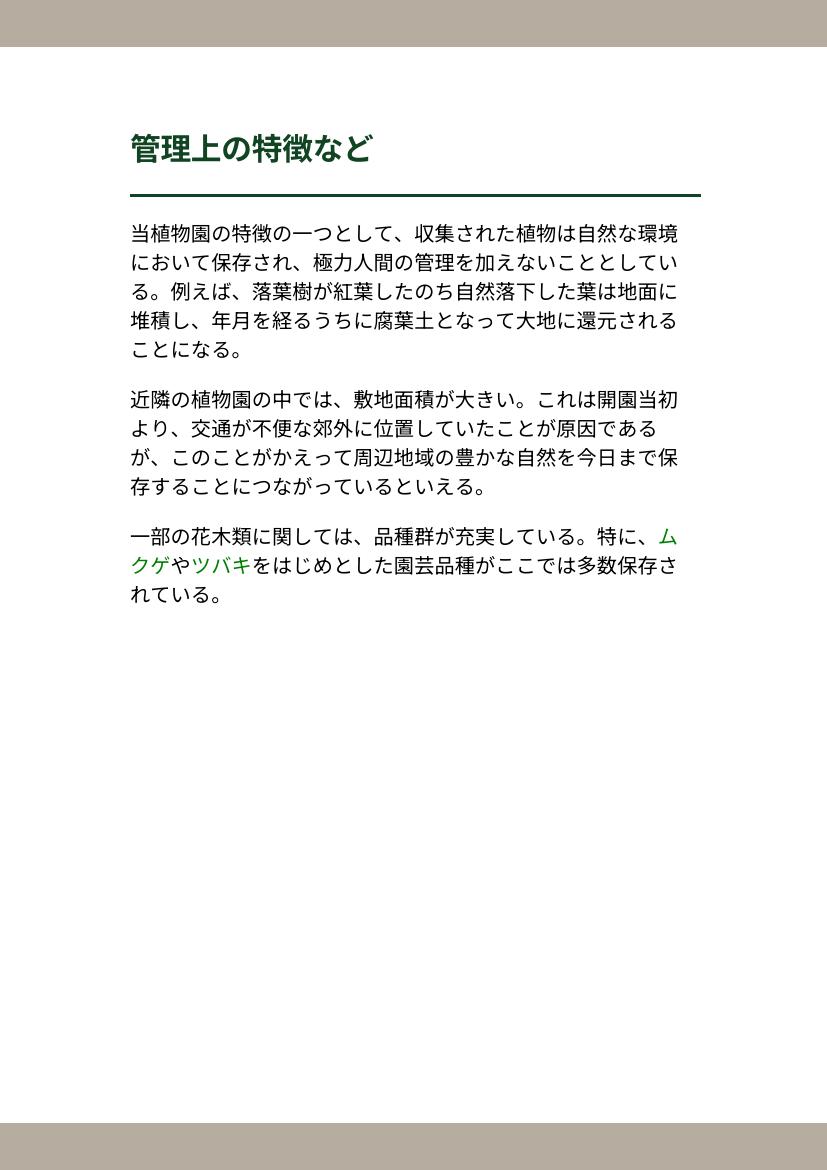 管理上の特徴など
当植物園の特徴の一つとして、収集された植物は自然な環境
において保存され、極力人間の管理を加えないこととしてい
る。例えば、落葉樹が紅葉したのち自然落下した葉は地面に
堆積し、年月を経るうちに腐葉土となって大地に還元される
ことになる。
近隣の植物園の中では、敷地面積が大きい。これは開園当初
より、交通が不便な郊外に位置していたことが原因である
が、このことがかえって周辺地域の豊かな自然を今日まで保
存することにつながっているといえる。
一部の花木類に関しては、品種群が充実している。特に、ム
クゲやツバキをはじめとした園芸品種がここでは多数保存さ
れている。